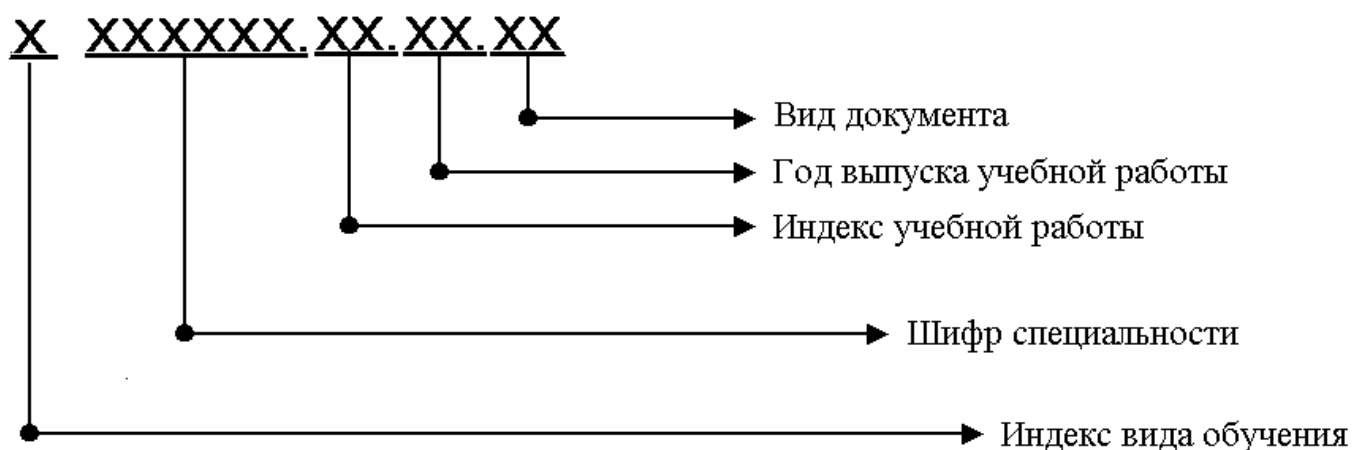 X XXXXXX.XX.XX.XX
Вид документа
Год выпуска учебной работы
Индекс учебной работы
Шифр специальности
Индекс вида обучения